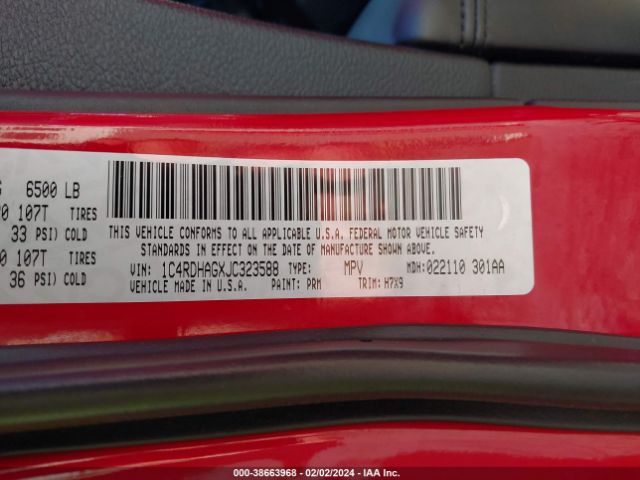 G 6500 LB
0 107T TIRES
33 PSI) COLD
0 107T TIRES
36 PSI) COLD
THIS VEHICLE CONFORMS TO ALL APPLICABLE U.S.A. FEDERAL MOTOR VEHICLE SAFETY
STANDARDS IN EFFECT ON THE DATE OF MANUFACTURE SHOWN ABOVE.
VIN: 1C4RDHAGXJC323588 TYPE: MPV MDH:022110 301AA
VEHICLE MADE IN U.S.A. PAINT: PRM TRIM: H7X9
000-38663968 - 02/02/2024 - IAA Inc.